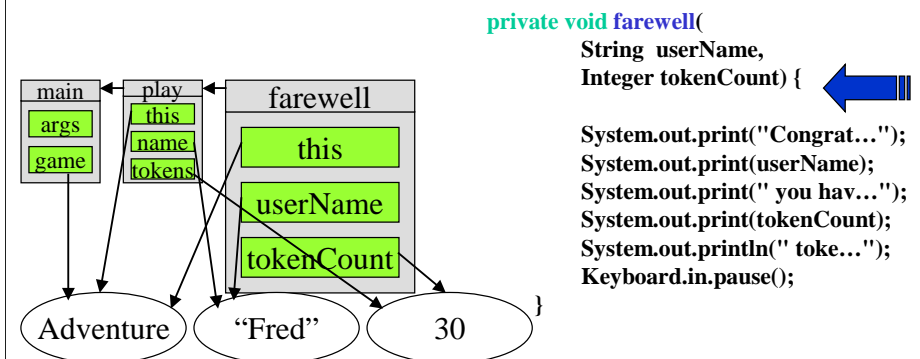 private void farewell(
String userName,
Integer tokenCount) {
System.out.print("Congrat…");
System.out.print(userName);
System.out.print(" you hav…");
System.out.print(tokenCount);
System.out.println(" toke…");
Keyboard.in.pause();
}
main
args
game
play
this
name
tokens
farewell
this
userName
tokenCount
Adventure
“Fred”
30